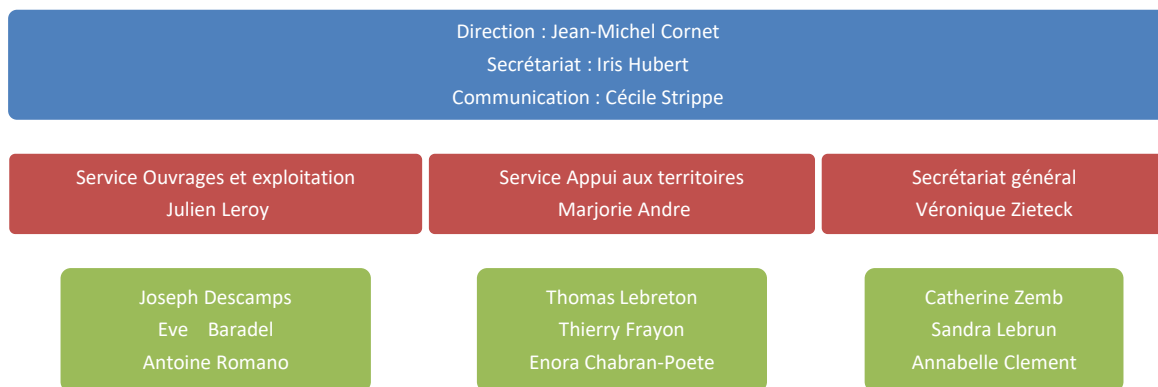 Direction : Jean-Michel Cornet
Secrétariat : Iris Hubert
Communication : Cécile Strippe
Service Ouvrages et exploitation
Julien Leroy
Service Appui aux territoires
Marjorie Andre
Secrétariat général
Véronique Zieteck
Joseph Descamps
Eve Baradel
Antoine Romano
Thomas Lebreton
Thierry Frayon
Enora Chabran-Poete
Catherine Zemb
Sandra Lebrun
Annabelle Clement